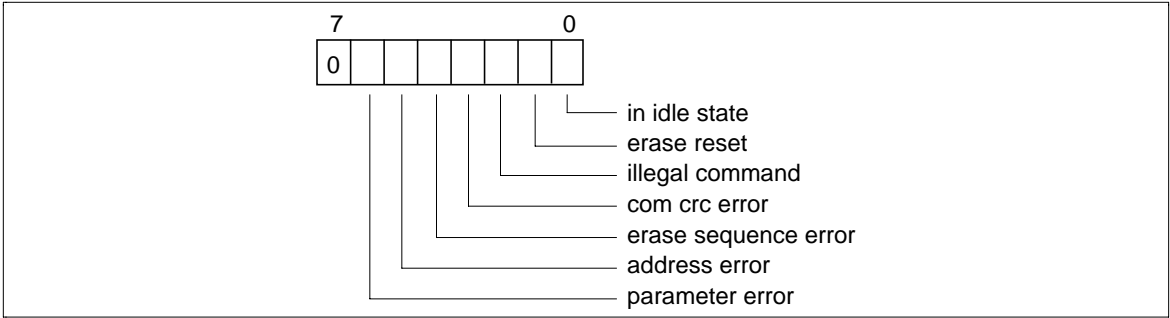 7 0
0
in idle state
erase reset
illegal command
com crc error
erase sequence error
address error
parameter error